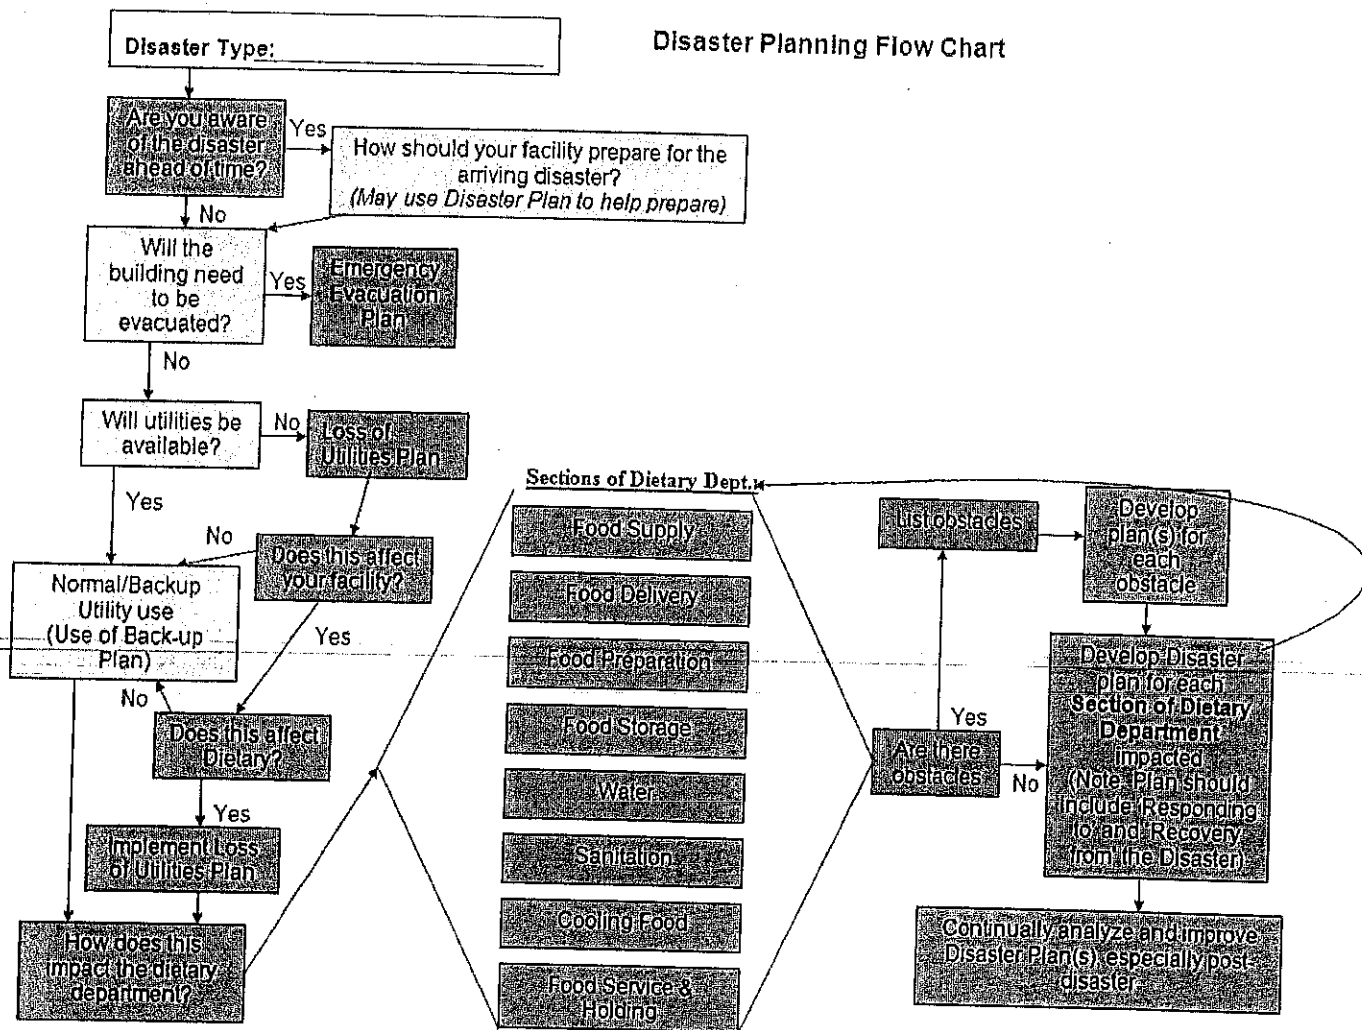 Disaster Planning Flow Chart
Disaster Type:
Are you aware
of the disaster
ahead of time?
Yes
How should your facility prepare for the
arriving disaster?
(May use Disaster Plan to help prepare)
No
Will the
building need
to be
evacuated?
Yes
Emergency
Evacuation
Plan
No
Will utilities be
available?
No
Loss of
Utilities Plan
Yes
No
Does this affect
your facility?
Normal/Backup
Utility use
(Use of Back-up
Plan)
Yes
No
Does this affect
Dietary?
Yes
Implement Loss
of Utilities Plan
How does this
impact the dietary
department?
Sections of Dietary Dept.:
Food Supply
Food Delivery
Food Preparation
Food Storage
Water
Sanitation
Cooling Food
Food Service &
Holding
Are there
obstacles
Yes
No
List obstacles
Develop
plan(s) for
each
obstacle
Develop Disaster
plan for each
Section of Dietary
Department
impacted
(Note: Plan should
include Responding
to and Recovery
from the Disaster)
Continually analyze and improve
Disaster Plan(s), especially post-
disaster